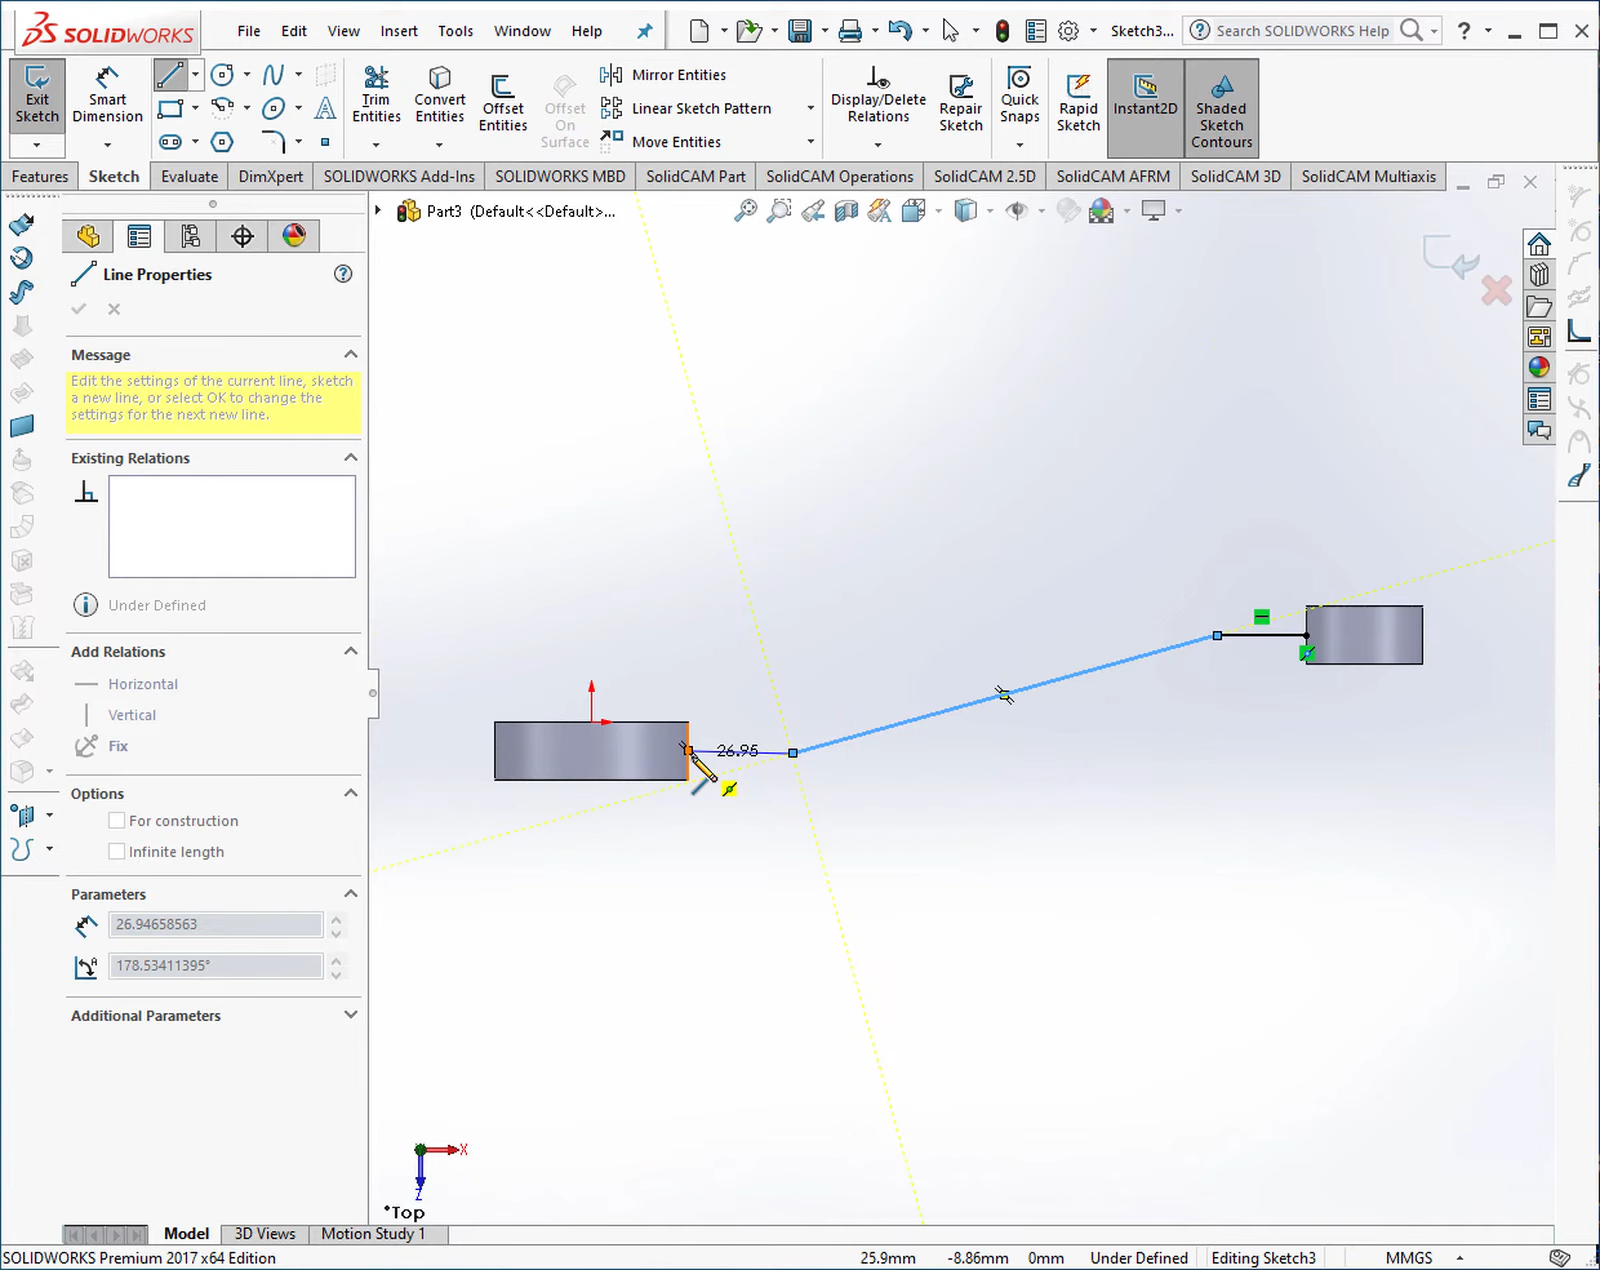 SOLIDWORKS
File Edit View Insert Tools Window Help
Sketch3...
Search SOLIDWORKS Help
?
Exit Sketch
Smart Dimension
Trim Entities
Convert Entities
Offset Entities
Offset On Surface
Mirror Entities
Linear Sketch Pattern
Move Entities
Display/Delete Relations
Repair Sketch
Quick Snaps
Rapid Sketch
Instant2D
Shaded Sketch Contours
Features Sketch Evaluate DimXpert SOLIDWORKS Add-Ins SOLIDWORKS MBD SolidCAM Part SolidCAM Operations SolidCAM 2.5D SolidCAM AFRM SolidCAM 3D SolidCAM Multiaxis
Part3 (Default<<Default>...
Line Properties
?
Message
Edit the settings of the current line, sketch
a new line, or select OK to change the
settings for the next new line.
Existing Relations
Under Defined
Add Relations
Horizontal
Vertical
Fix
Options
For construction
Infinite length
Parameters
26.94658563
178.53411395°
Additional Parameters
26.95
X
Z
*Top
Model 3D Views Motion Study 1
SOLIDWORKS Premium 2017 x64 Edition
25.9mm -8.86mm 0mm Under Defined Editing Sketch3 MMGS